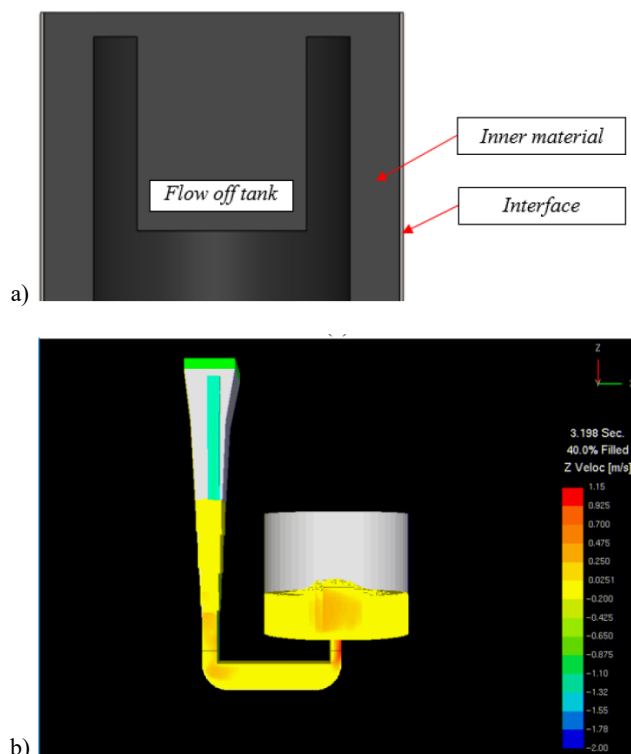 Inner material
Flow off tank
Interface
a)
Z
3.198 Sec.
40.0% Filled
Z Veloc [m/s]
1.15
0.925
0.700
0.475
0.250
0.0251
-0.200
-0.425
-0.650
-0.875
-1.10
-1.32
-1.55
-1.78
-2.00
b)